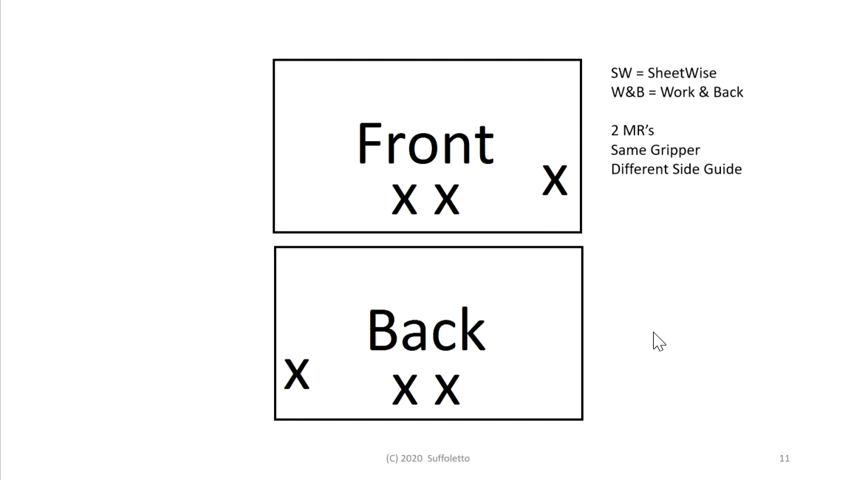 Front
X X
X
SW = SheetWise
W&B = Work & Back
2 MR's
Same Gripper
Different Side Guide
Back
X
X X
(C) 2020 Suffoletto
11